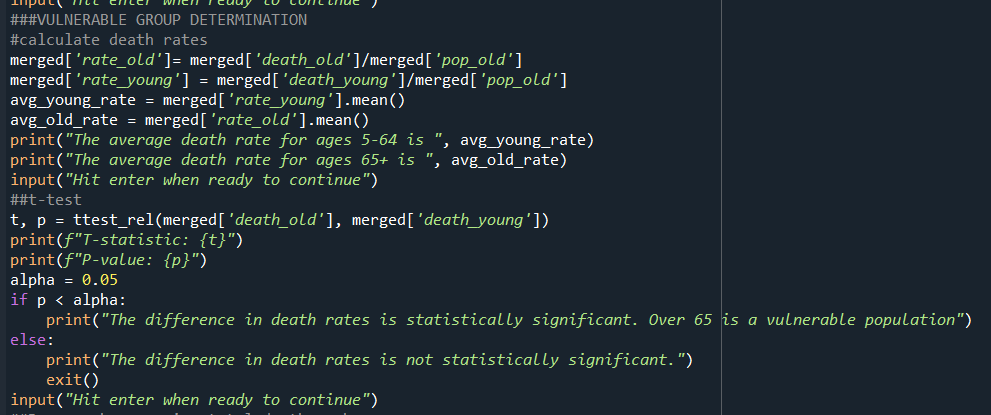 input("Hit enter when ready to continue")
###VULNERABLE GROUP DETERMINATION
#calculate death rates
merged['rate_old']= merged['death_old']/merged['pop_old']
merged['rate_young'] = merged['death_young']/merged['pop_old']
avg_young_rate = merged['rate_young'].mean()
avg_old_rate = merged['rate_old'].mean()
print("The average death rate for ages 5-64 is ", avg_young_rate)
print("The average death rate for ages 65+ is ", avg_old_rate)
input("Hit enter when ready to continue")
##t-test
t, p = ttest_rel(merged['death_old'], merged['death_young'])
print(f"T-statistic: {t}")
print(f"P-value: {p}")
alpha = 0.05
if p < alpha:
    print("The difference in death rates is statistically significant. Over 65 is a vulnerable population")
else:
    print("The difference in death rates is not statistically significant.")
    exit()
input("Hit enter when ready to continue")